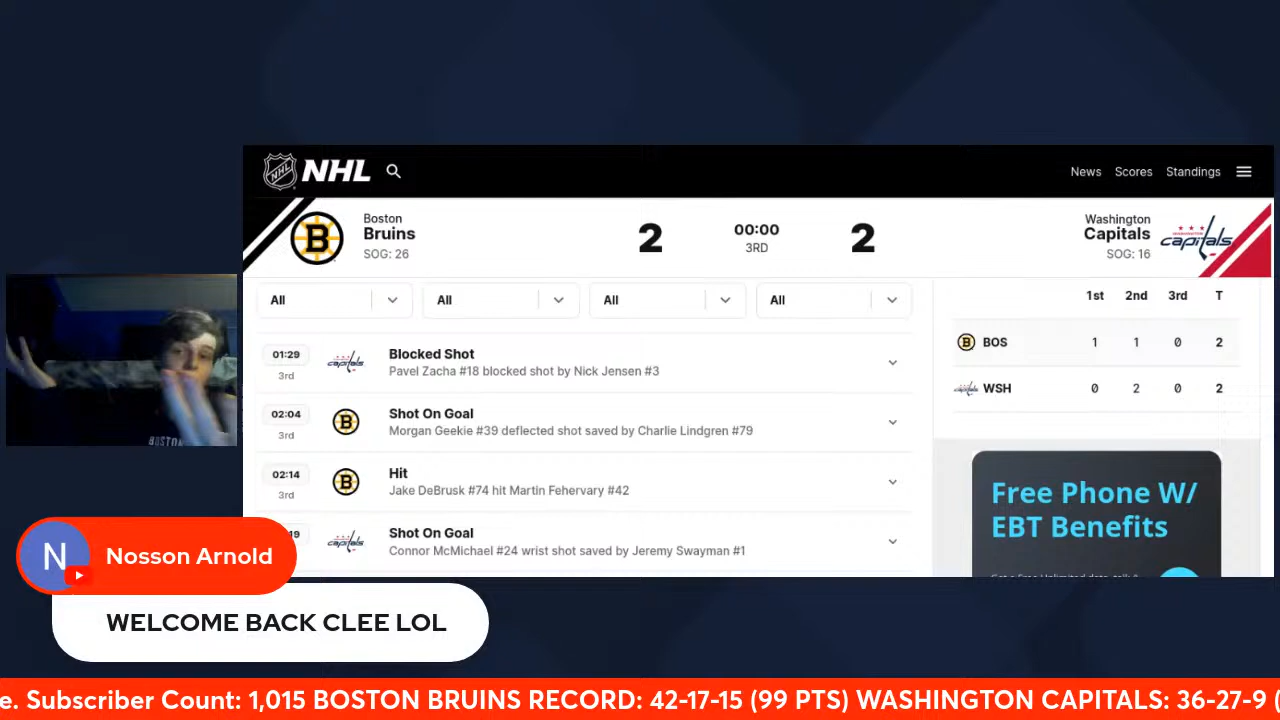 NHL
News Scores Standings
Boston
Bruins
SOG: 26
2
00:00
3RD
2
Washington
Capitals
SOG: 16
capitals
All All All All
1st 2nd 3rd T
BOS 1 1 0 2
WSH 0 2 0 2
01:29
3rd
Blocked Shot
Pavel Zacha #18 blocked shot by Nick Jensen #3
02:04
3rd
Shot On Goal
Morgan Geekie #39 deflected shot saved by Charlie Lindgren #79
02:14
3rd
Hit
Jake DeBrusk #74 hit Martin Fehervary #42
Shot On Goal
Connor McMichael #24 wrist shot saved by Jeremy Swayman #1
Free Phone W/
EBT Benefits
N
Nosson Arnold
WELCOME BACK CLEE LOL
e. Subscriber Count: 1,015 BOSTON BRUINS RECORD: 42-17-15 (99 PTS) WASHINGTON CAPITALS: 36-27-9 (